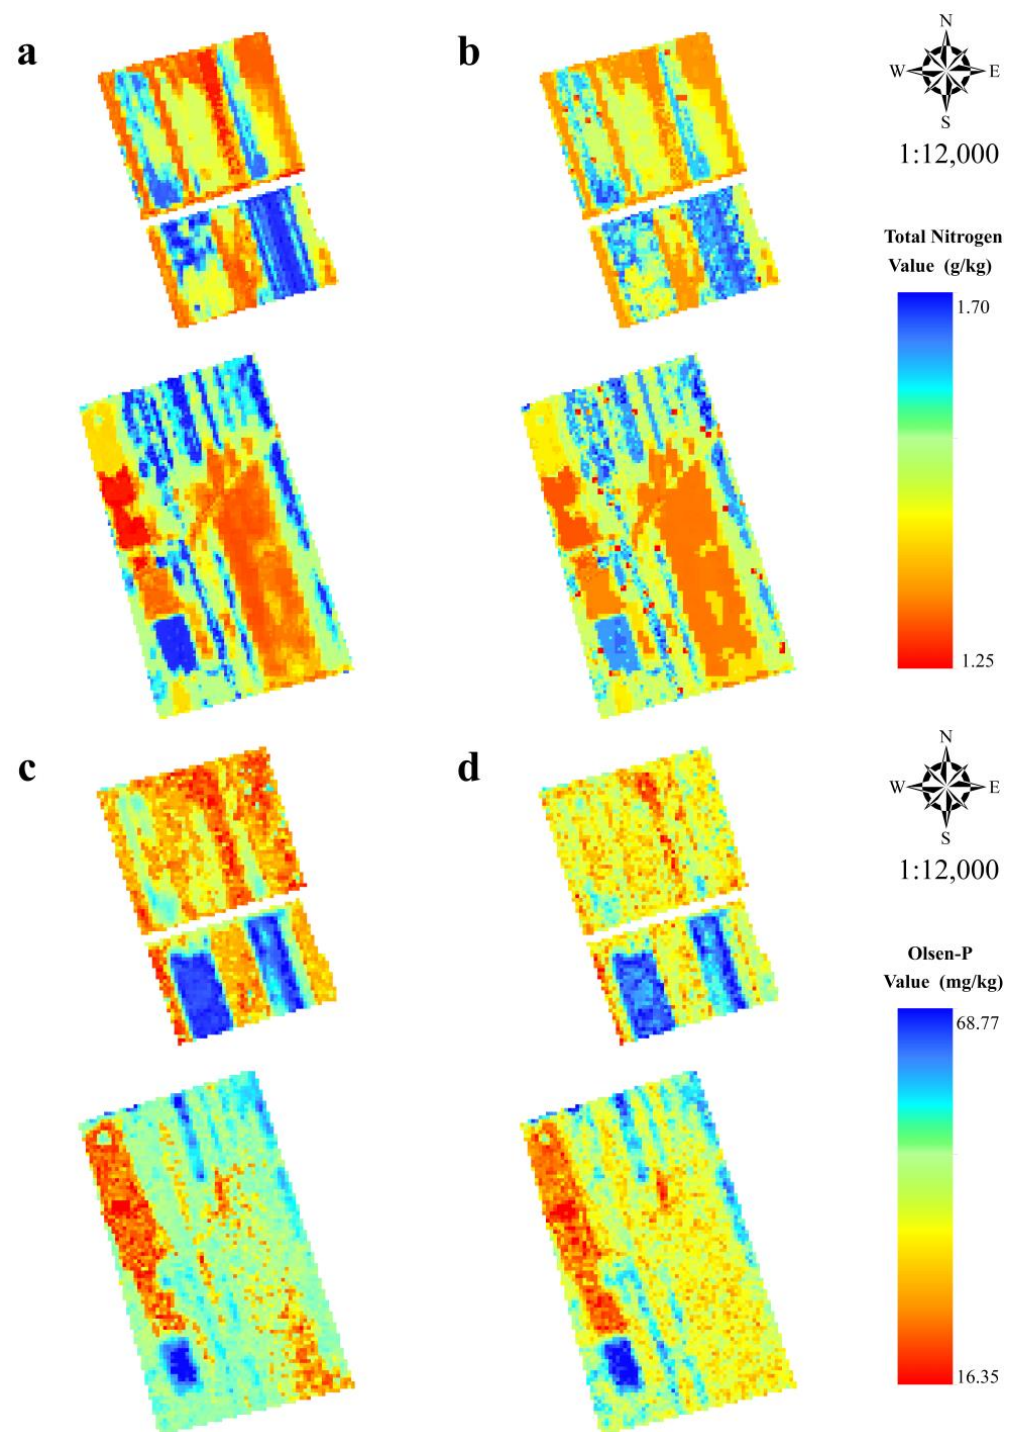 a
b
N
W
E
S
1:12,000
Total Nitrogen
Value (g/kg)
1.70
1.25
c
d
N
W
E
S
1:12,000
Olsen-P
Value (mg/kg)
68.77
16.35